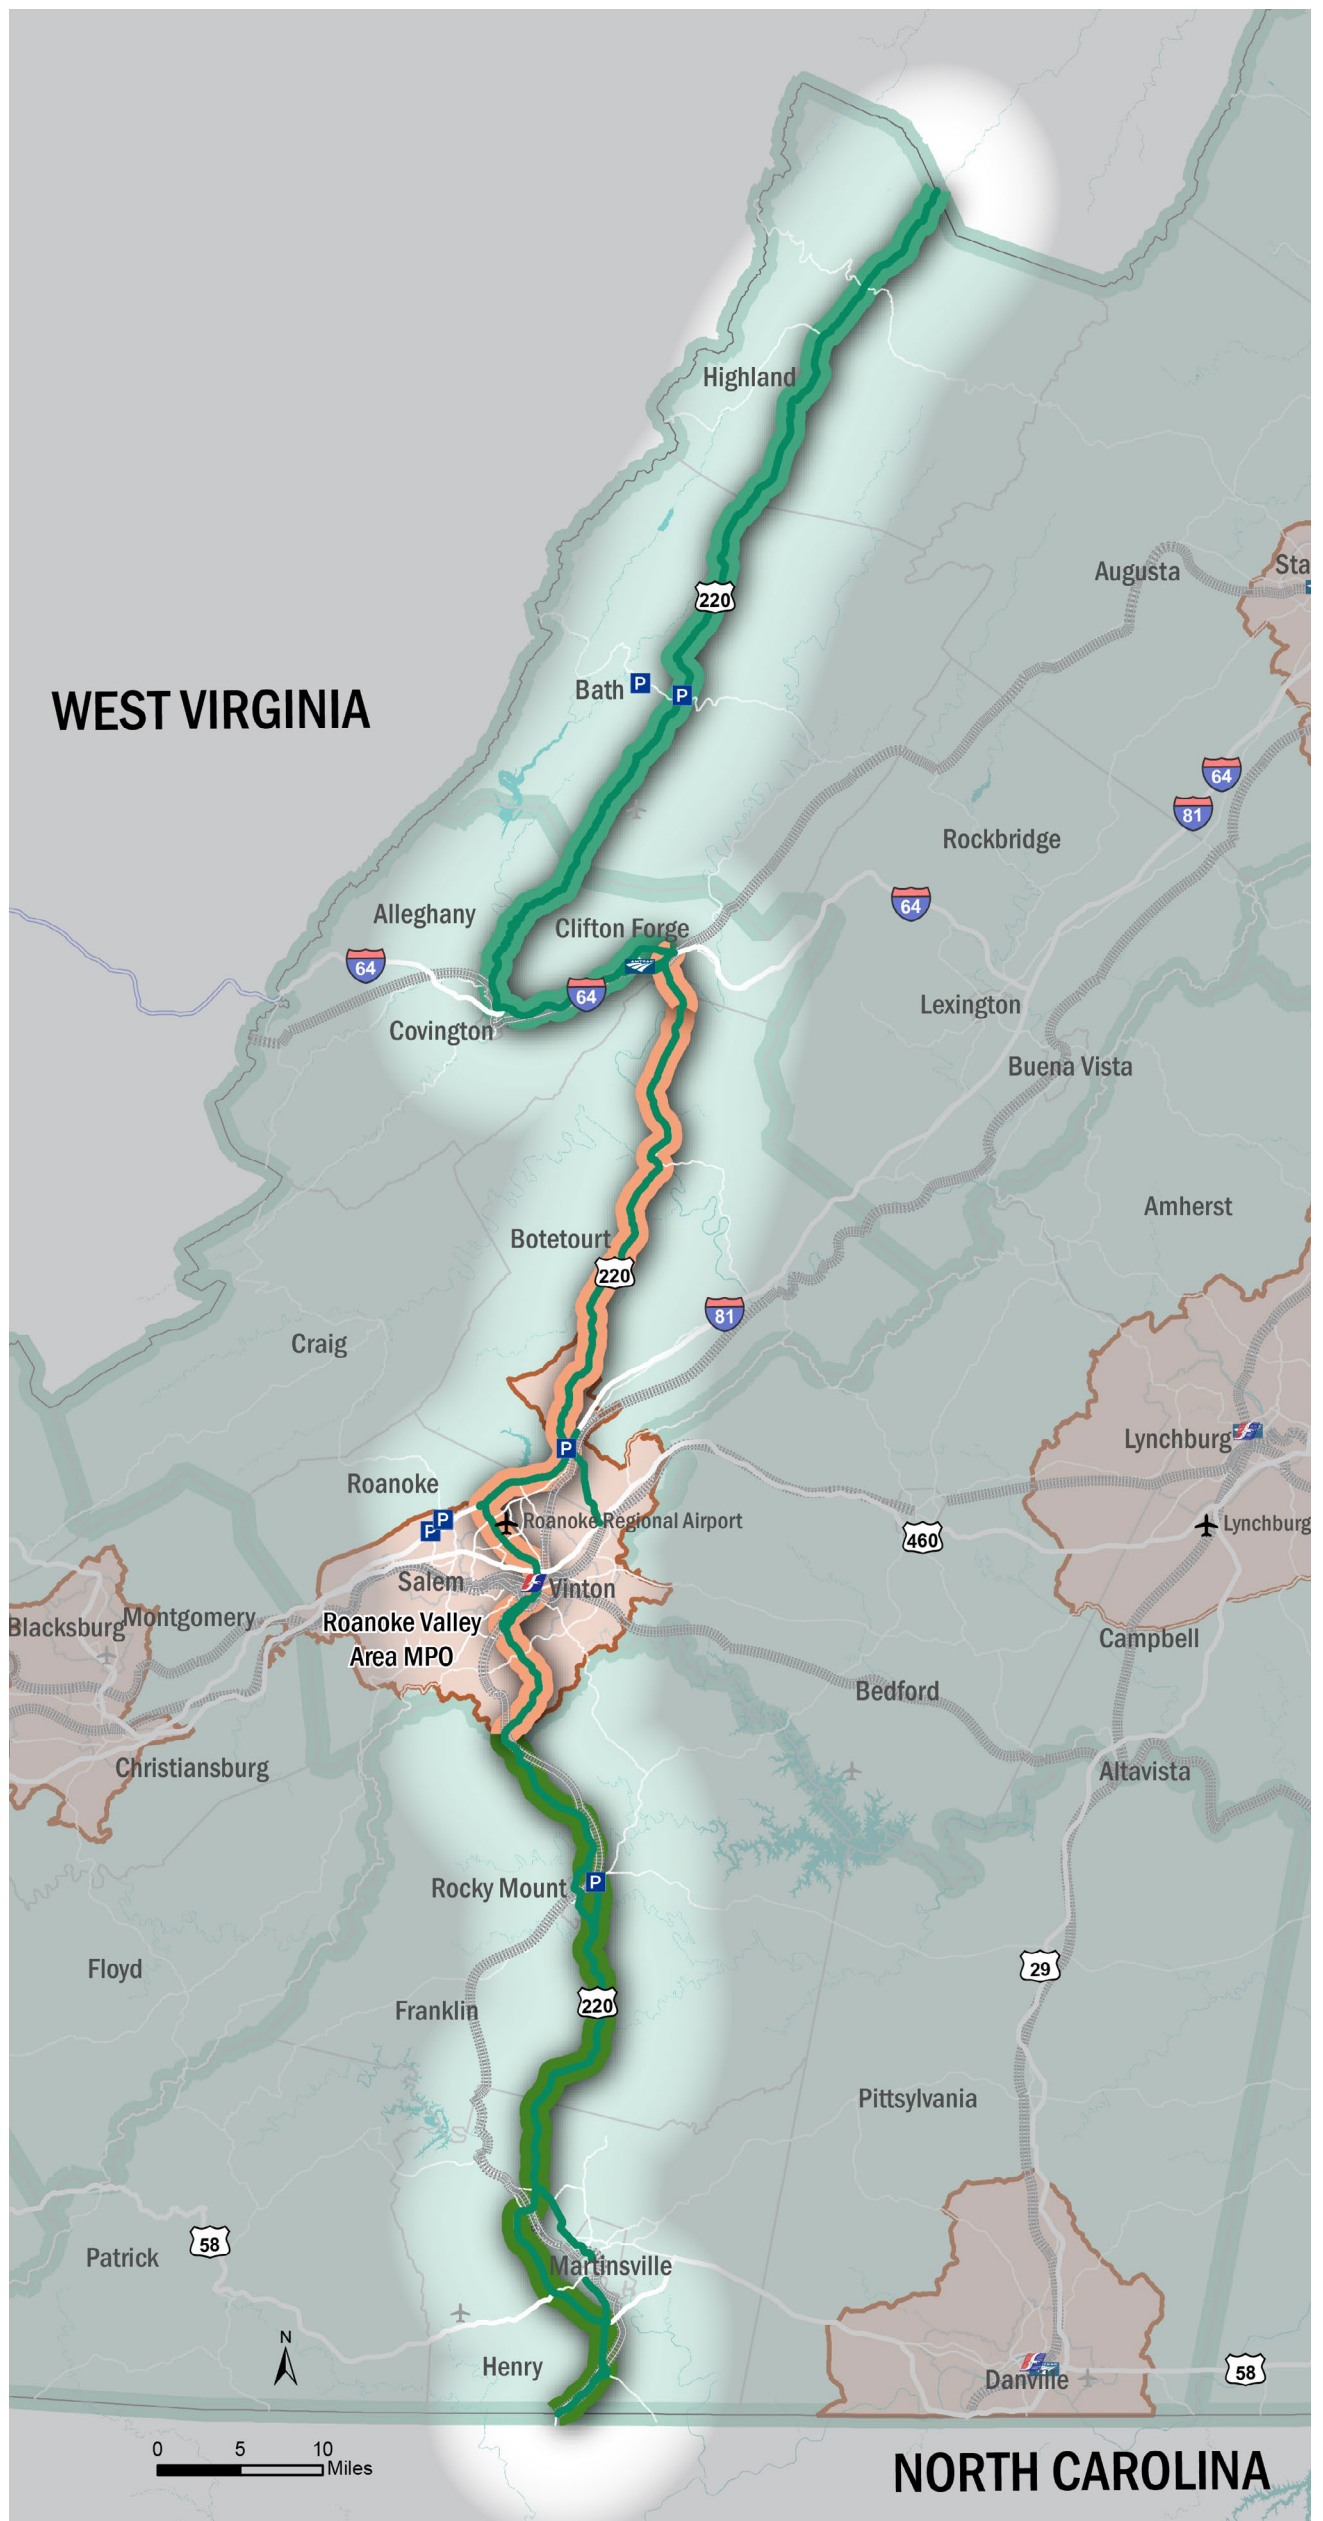 Highland
Augusta
Sta
220
Bath
P
P
WEST VIRGINIA
64
81
Rockbridge
64
Alleghany
Clifton Forge
64
AMTRAK
64
Lexington
Covington
Buena Vista
Amherst
Botetourt
220
81
Craig
Lynchburg
P
Roanoke
P
P
Roanoke Regional Airport
Lynchburg
460
Salem
Vinton
Blacksburg
Montgomery
Roanoke Valley
Area MPO
Campbell
Bedford
Christiansburg
Altavista
Rocky Mount
P
Floyd
29
Franklin
220
Pittsylvania
58
Patrick
Martinsville
N
Henry
Danville
58
0 5 10
Miles
NORTH CAROLINA